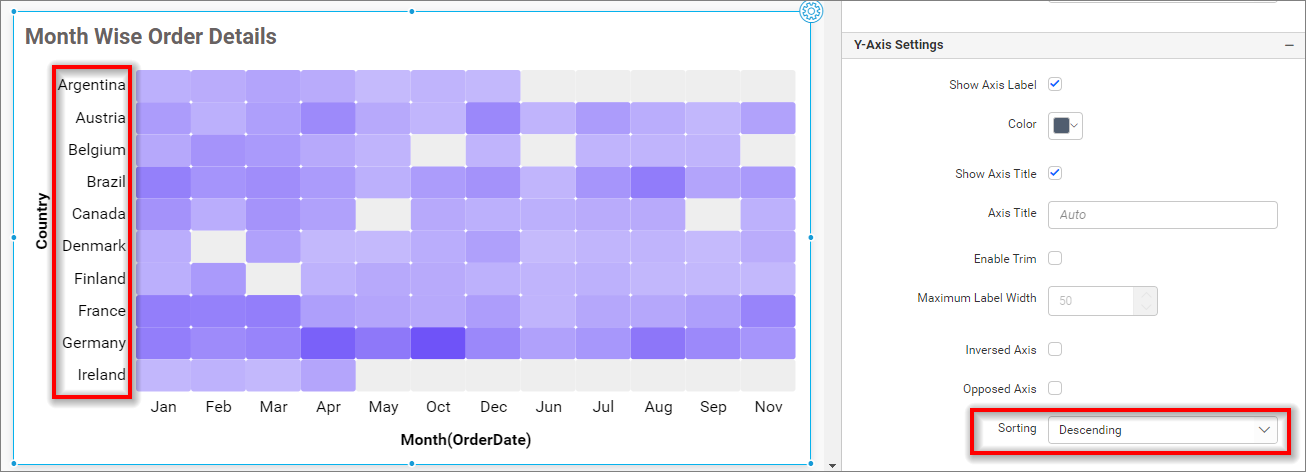 Month Wise Order Details
Country
Argentina
Austria
Belgium
Brazil
Canada
Denmark
Finland
France
Germany
Ireland
Jan Feb Mar Apr May Oct Dec Jun Jul Aug Sep Nov
Month(OrderDate)
Y-Axis Settings
Show Axis Label
Color
Show Axis Title
Axis Title Auto
Enable Trim
Maximum Label Width 50
Inversed Axis
Opposed Axis
Sorting Descending